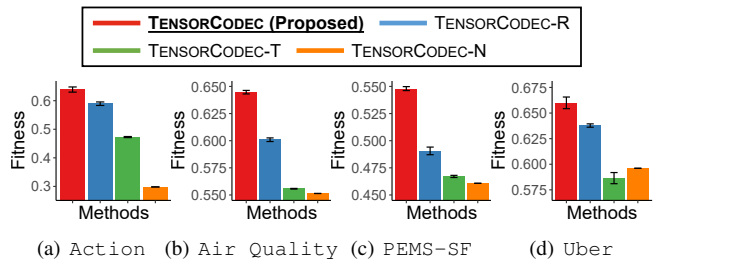 TENSORCODEC (Proposed) TENSORCODEC-R
TENSORCODEC-T TENSORCODEC-N
Fitness
0.6
0.5
0.4
0.3
Methods
Fitness
0.650
0.600
0.575
0.550
Methods
Fitness
0.550
0.525
0.500
0.475
0.450
Methods
Fitness
0.675
0.650
0.625
0.600
0.575
Methods
(a) Action (b) Air Quality (c) PEMS-SF (d) Uber